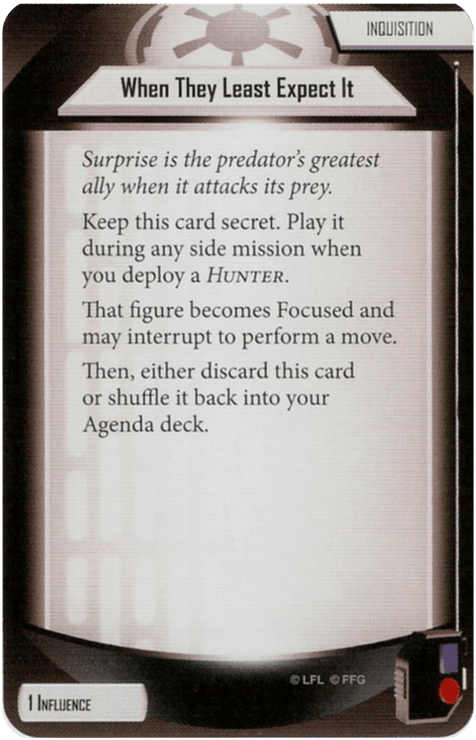 INQUISITION
When They Least Expect It
Surprise is the predator's greatest
ally when it attacks its prey.
Keep this card secret. Play it
during any side mission when
you deploy a HUNTER.
That figure becomes Focused and
may interrupt to perform a move.
Then, either discard this card
or shuffle it back into your
Agenda deck.
© LFL © FFG
1 INFLUENCE